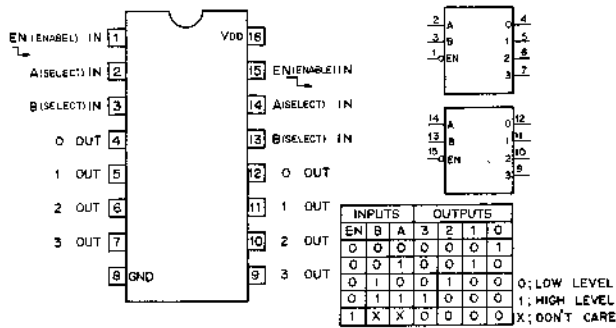 EN (ENABEL) IN 1
VDD 16
A(SELECT) IN 2
15 EN(ENABLE) IN
B(SELECT) IN 3
14 A(SELECT) IN
0 OUT 4
13 B(SELECT) IN
1 OUT 5
12 0 OUT
2 OUT 6
11 1 OUT
3 OUT 7
10 2 OUT
8 GND
9 3 OUT
2 A 0 4
3 B 1 5
1 EN 2 6
3 7
14 A 0 12
13 B 1 11
15 EN 2 10
3 9
INPUTS OUTPUTS
EN B A 3 2 1 0
0 0 0 0 0 0 1
0 0 1 0 0 1 0
0 1 0 0 1 0 0
0 1 1 1 0 0 0
1 X X 0 0 0 0
0; LOW LEVEL
1; HIGH LEVEL
X; DON'T CARE